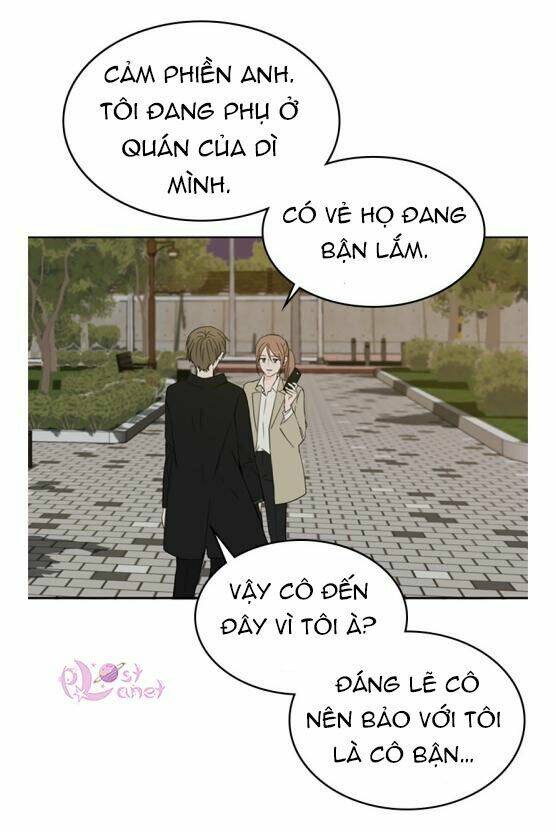 CẢM PHIỀN ANH.
TÔI ĐANG PHỤ Ở
QUÁN CỦA DÌ
MÌNH.
CÓ VẺ HỌ ĐANG
BẬN LẮM.
VẬY CÔ ĐẾN
ĐÂY VÌ TÔI À?
ĐÁNG LẼ CÔ
NÊN BẢO VỚI TÔI
LÀ CÔ BẬN...
Lost
Planet